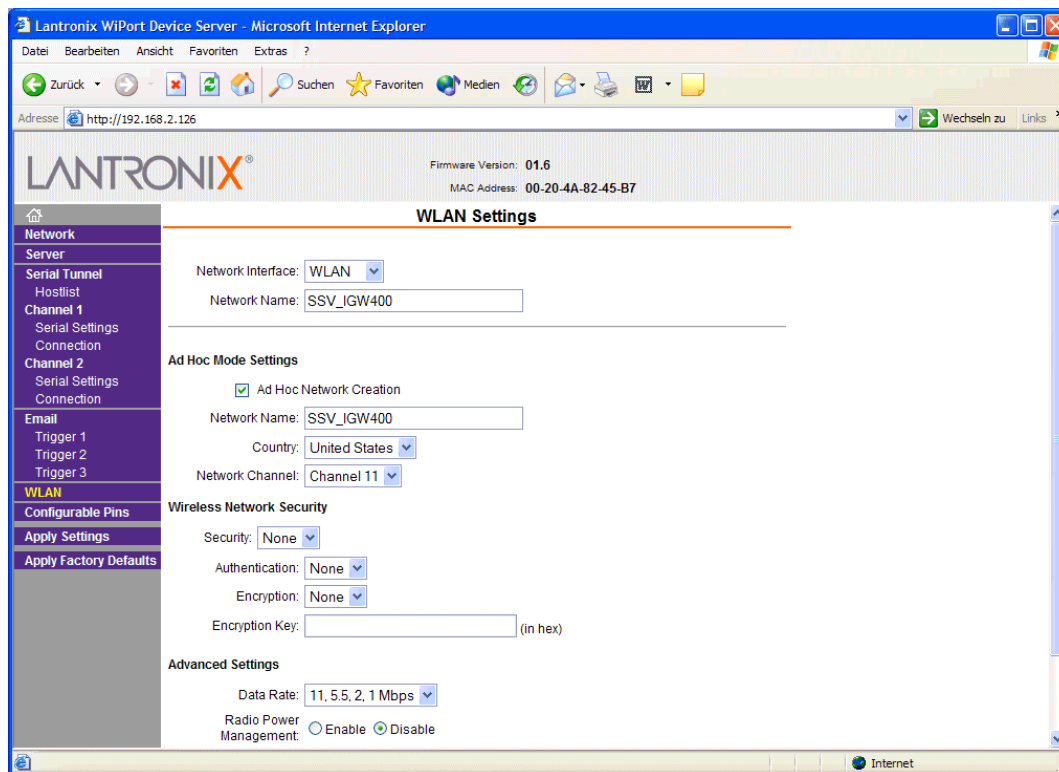 Lantronix WiPort Device Server - Microsoft Internet Explorer
Datei Bearbeiten Ansicht Favoriten Extras ?
Zurück Suchen Favoriten Medien
Adresse http://192.168.2.126 Wechseln zu Links
LANTRONIX®
Firmware Version: 01.6
MAC Address: 00-20-4A-82-45-B7
Network
Server
Serial Tunnel
Hostlist
Channel 1
Serial Settings
Connection
Channel 2
Serial Settings
Connection
Email
Trigger 1
Trigger 2
Trigger 3
WLAN
Configurable Pins
Apply Settings
Apply Factory Defaults
WLAN Settings
Network Interface: WLAN
Network Name: SSV_IGW400
Ad Hoc Mode Settings
Ad Hoc Network Creation
Network Name: SSV_IGW400
Country: United States
Network Channel: Channel 11
Wireless Network Security
Security: None
Authentication: None
Encryption: None
Encryption Key: (in hex)
Advanced Settings
Data Rate: 11, 5.5, 2, 1 Mbps
Radio Power
Management: Enable Disable
Internet